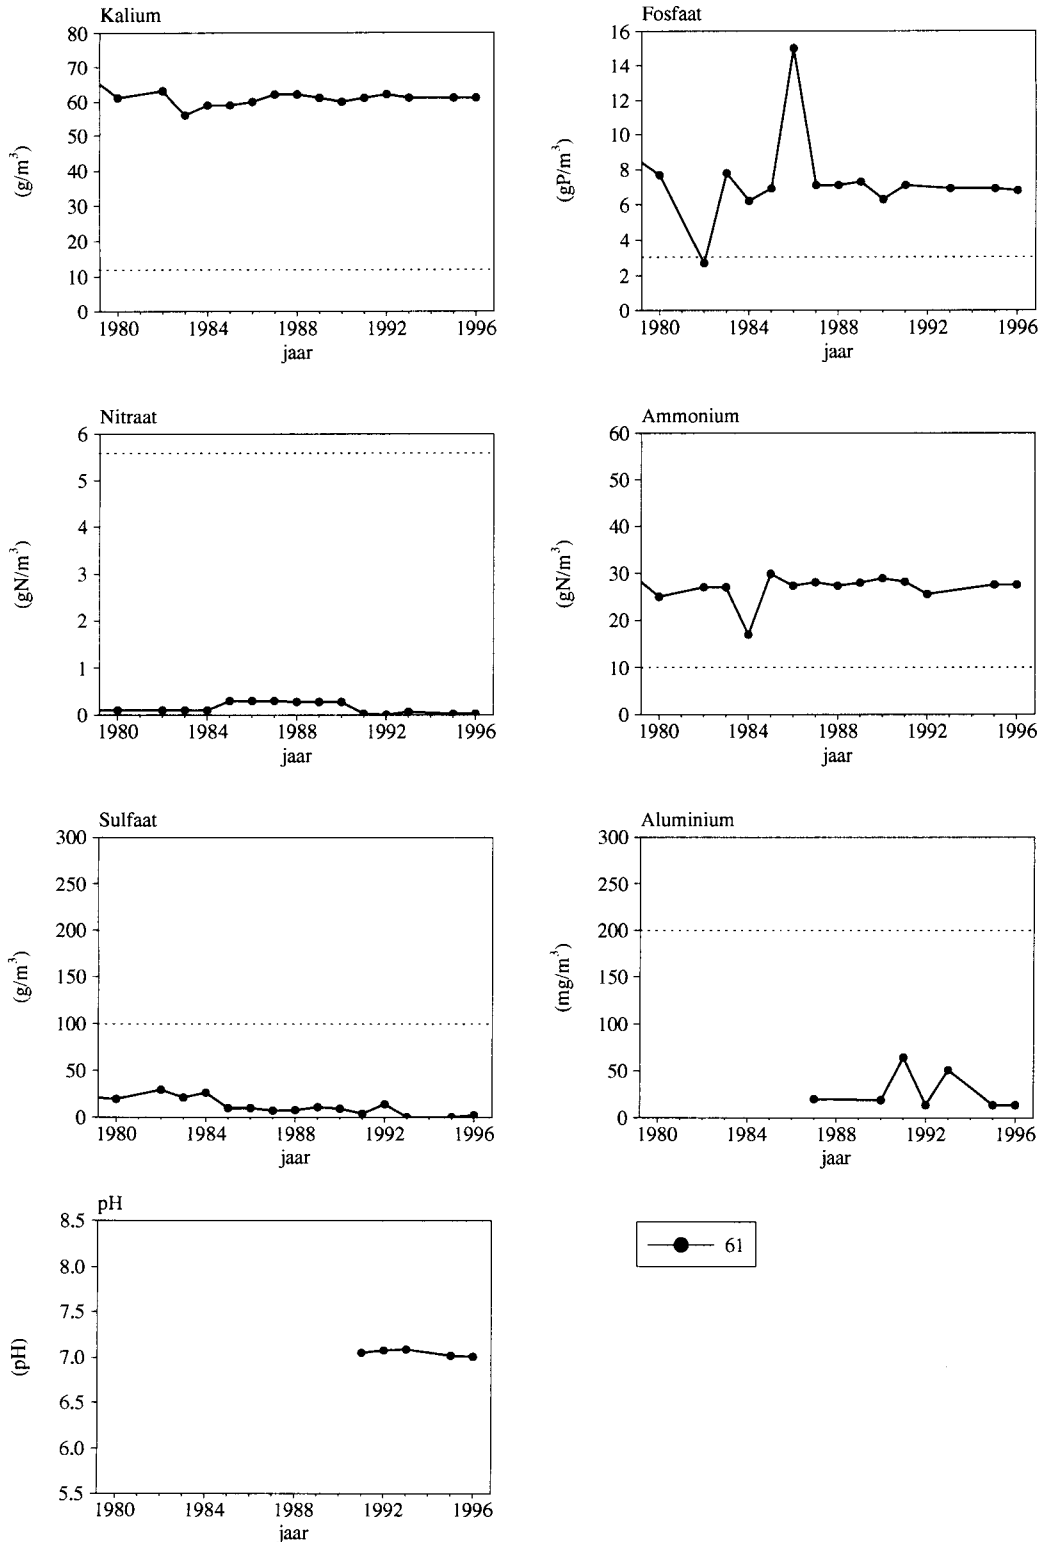 Kalium
80
70
60
50
40
30
20
10
0
(g/m³)
1980 1984 1988 1992 1996
jaar
Fosfaat
16
14
12
10
8
6
4
2
0
(gP/m³)
1980 1984 1988 1992 1996
jaar
Nitraat
6
5
4
3
2
1
0
(gN/m³)
1980 1984 1988 1992 1996
jaar
Ammonium
60
50
40
30
20
10
0
(gN/m³)
1980 1984 1988 1992 1996
jaar
Sulfaat
300
250
200
150
100
50
0
(g/m³)
1980 1984 1988 1992 1996
jaar
Aluminium
300
250
200
150
100
50
0
(mg/m³)
1980 1984 1988 1992 1996
jaar
pH
8.5
8.0
7.5
7.0
6.5
6.0
5.5
(pH)
1980 1984 1988 1992 1996
jaar
61